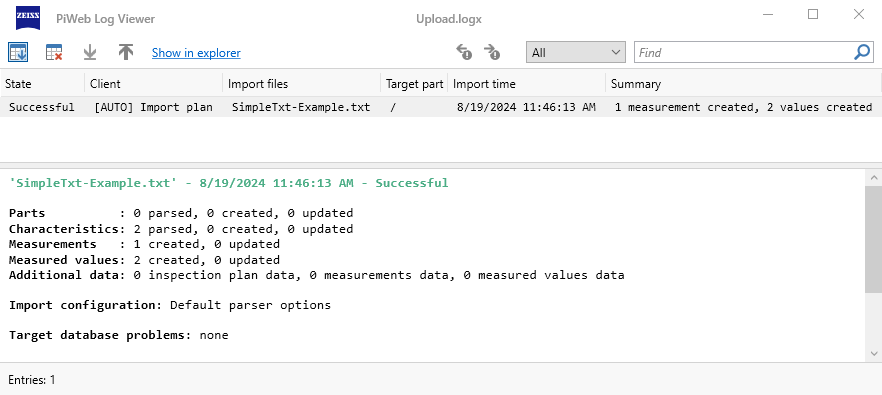 ZEISS PiWeb Log Viewer Upload.logx
Show in explorer All Find
State Client Import files Target part Import time Summary
Successful [AUTO] Import plan SimpleTxt-Example.txt / 8/19/2024 11:46:13 AM 1 measurement created, 2 values created
'SimpleTxt-Example.txt' - 8/19/2024 11:46:13 AM - Successful
Parts : 0 parsed, 0 created, 0 updated
Characteristics: 2 parsed, 0 created, 0 updated
Measurements : 1 created, 0 updated
Measured values: 2 created, 0 updated
Additional data: 0 inspection plan data, 0 measurements data, 0 measured values data
Import configuration: Default parser options
Target database problems: none
Entries: 1